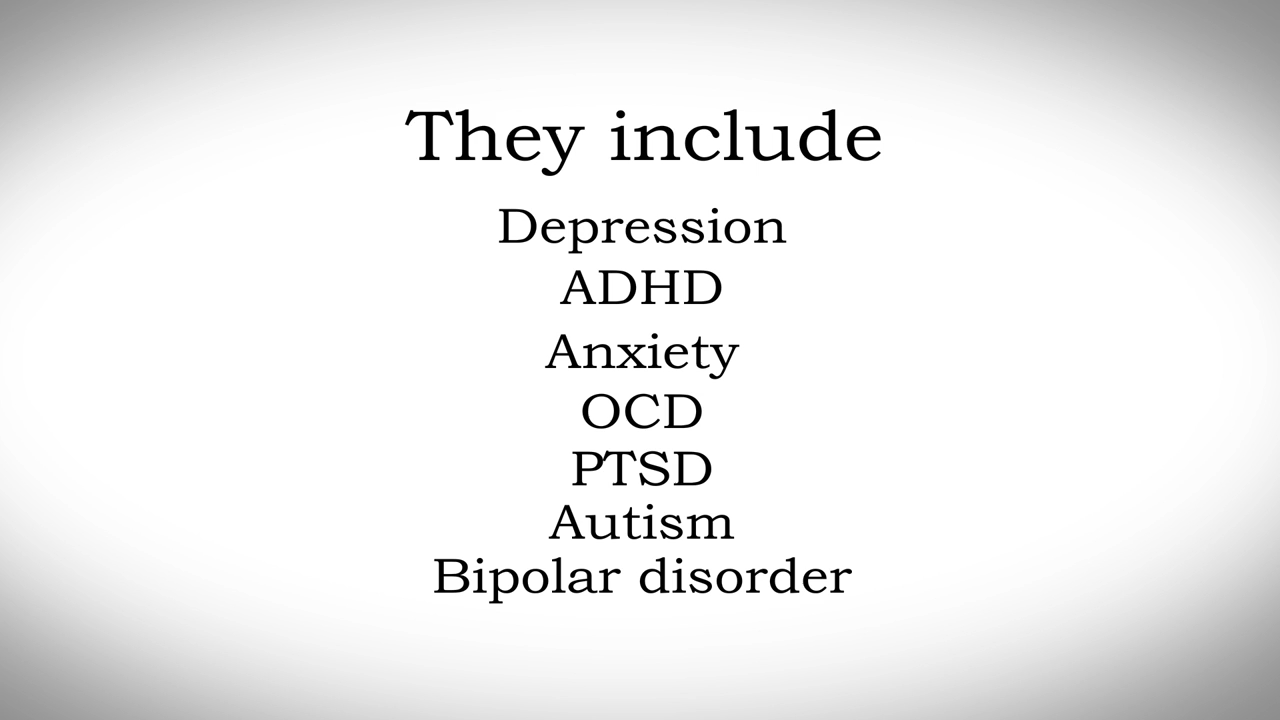 They include
Depression
ADHD
Anxiety
OCD
PTSD
Autism
Bipolar disorder